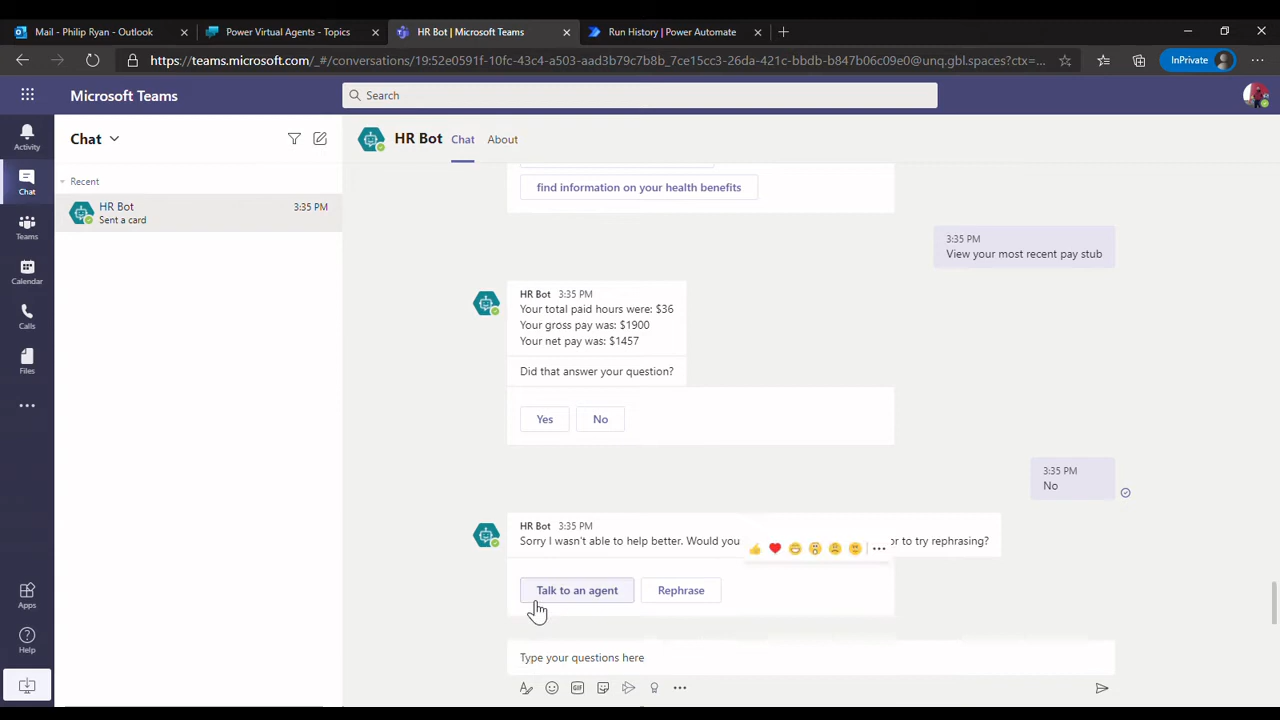 Mail - Philip Ryan - Outlook
Power Virtual Agents - Topics
HR Bot | Microsoft Teams
Run History | Power Automate
https://teams.microsoft.com/_#/conversations/19:52e0591f-10fc-43c4-a503-aad3b79c7b8b_7ce15cc3-26da-421c-bbdb-b847b06c09e0@unq.gbl.spaces?ctx=...
InPrivate
Microsoft Teams
Search
Activity
Chat
Teams
Calendar
Calls
Files
Apps
Help
Chat
Recent
HR Bot
3:35 PM
Sent a card
HR Bot
Chat
About
find information on your health benefits
3:35 PM
View your most recent pay stub
HR Bot 3:35 PM
Your total paid hours were: $36
Your gross pay was: $1900
Your net pay was: $1457
Did that answer your question?
Yes
No
3:35 PM
No
HR Bot 3:35 PM
Sorry I wasn't able to help better. Would you
or to try rephrasing?
Talk to an agent
Rephrase
Type your questions here
GIF